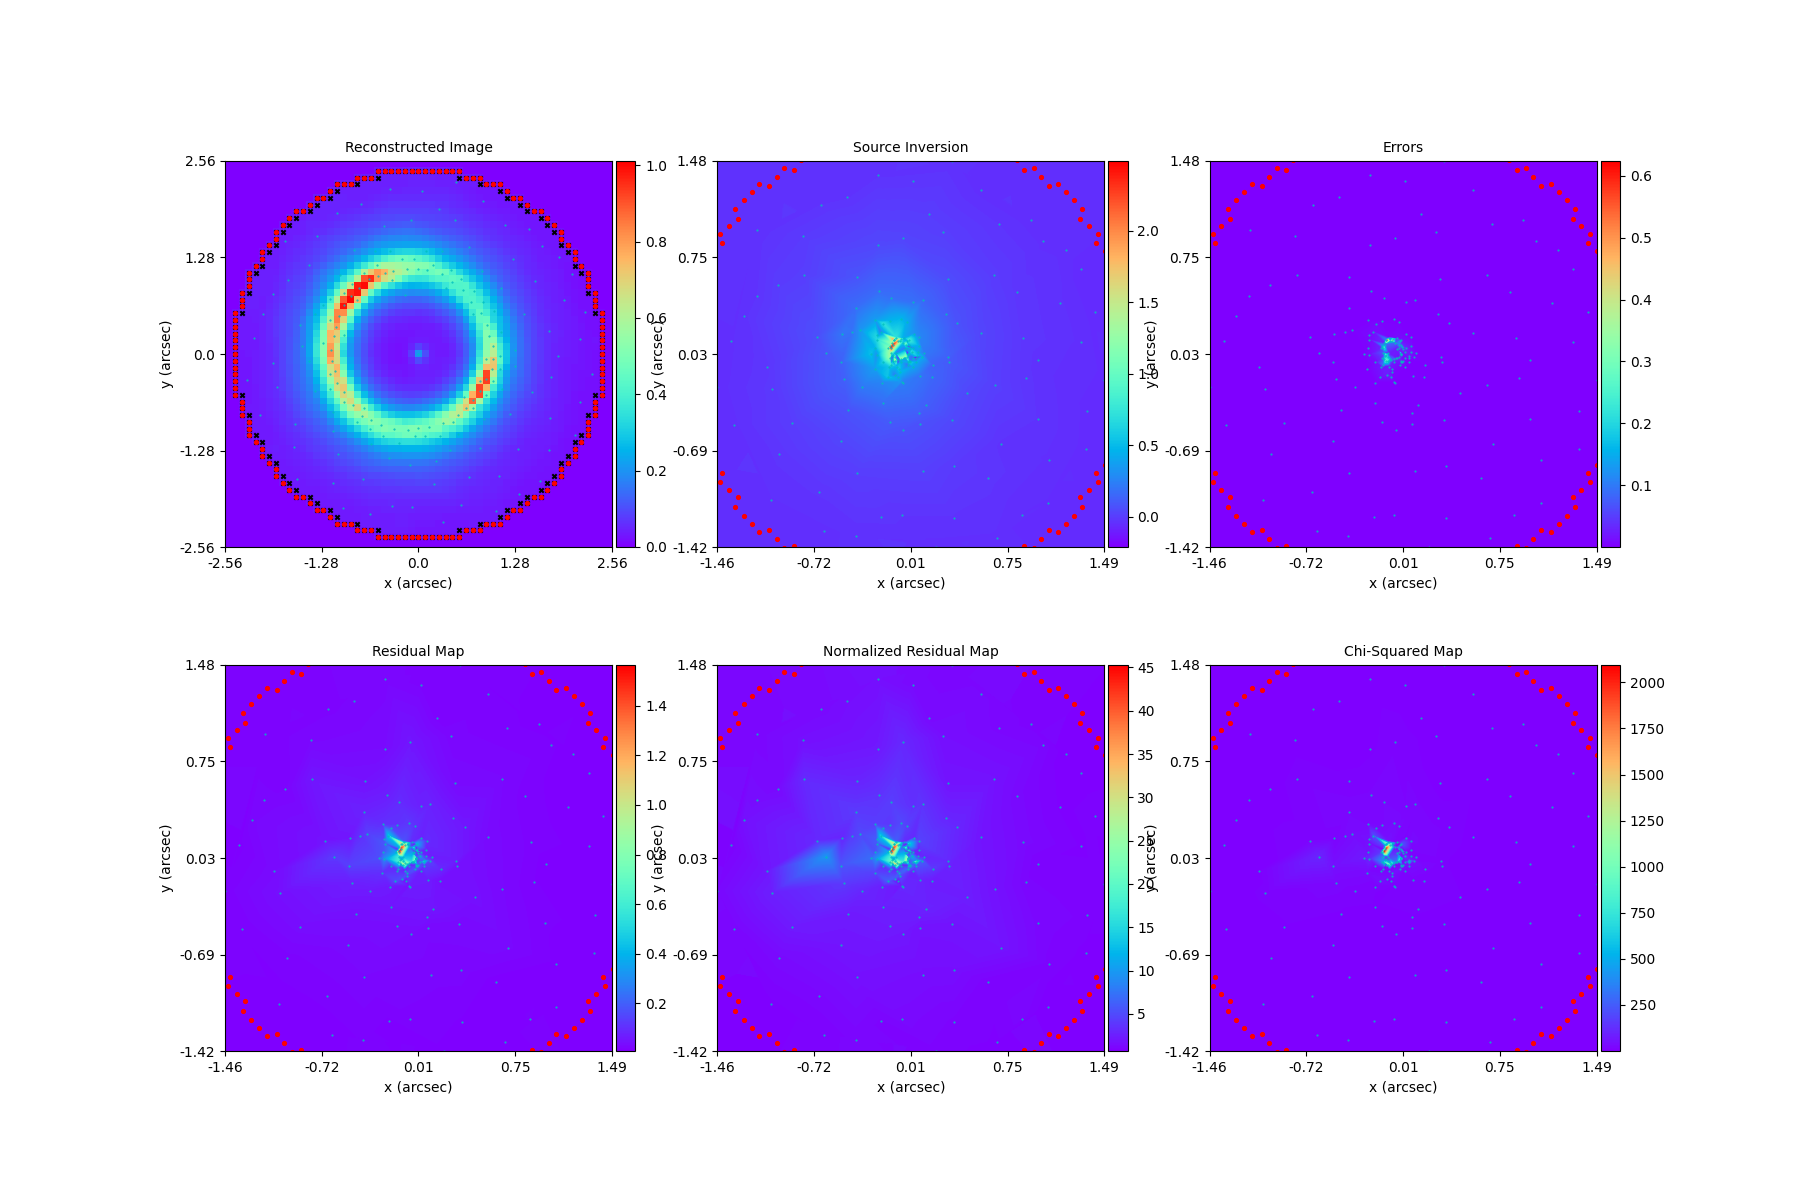 Reconstructed Image
2.56
1.28
0.0
-1.28
-2.56
y (arcsec)
-2.56 -1.28 0.0 1.28 2.56
x (arcsec)
1.0
0.8
0.6
0.4
0.2
0.0
Source Inversion
1.48
0.75
0.03
-0.69
-1.42
y (arcsec)
-1.46 -0.72 0.01 0.75 1.49
x (arcsec)
2.0
1.5
1.0
0.5
0.0
Errors
1.48
0.75
0.03
-0.69
-1.42
y (arcsec)
-1.46 -0.72 0.01 0.75 1.49
x (arcsec)
0.6
0.5
0.4
0.3
0.2
0.1
Residual Map
1.48
0.75
0.03
-0.69
-1.42
y (arcsec)
-1.46 -0.72 0.01 0.75 1.49
x (arcsec)
1.4
1.2
1.0
0.8
0.6
0.4
0.2
Normalized Residual Map
1.48
0.75
0.03
-0.69
-1.42
y (arcsec)
-1.46 -0.72 0.01 0.75 1.49
x (arcsec)
45
40
35
30
25
20
15
10
5
Chi-Squared Map
1.48
0.75
0.03
-0.69
-1.42
y (arcsec)
-1.46 -0.72 0.01 0.75 1.49
x (arcsec)
2000
1750
1500
1250
1000
750
500
250